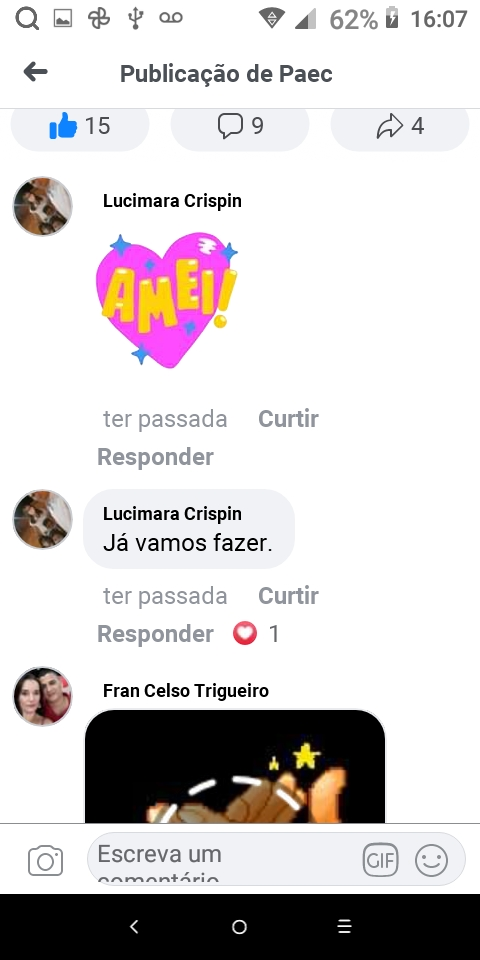 62% 16:07
Publicação de Paec
15 9 4
Lucimara Crispin
AMEI!
ter passada Curtir
Responder
Lucimara Crispin
Já vamos fazer.
ter passada Curtir
Responder 1
Fran Celso Trigueiro
Escreva um
comentário
GIF